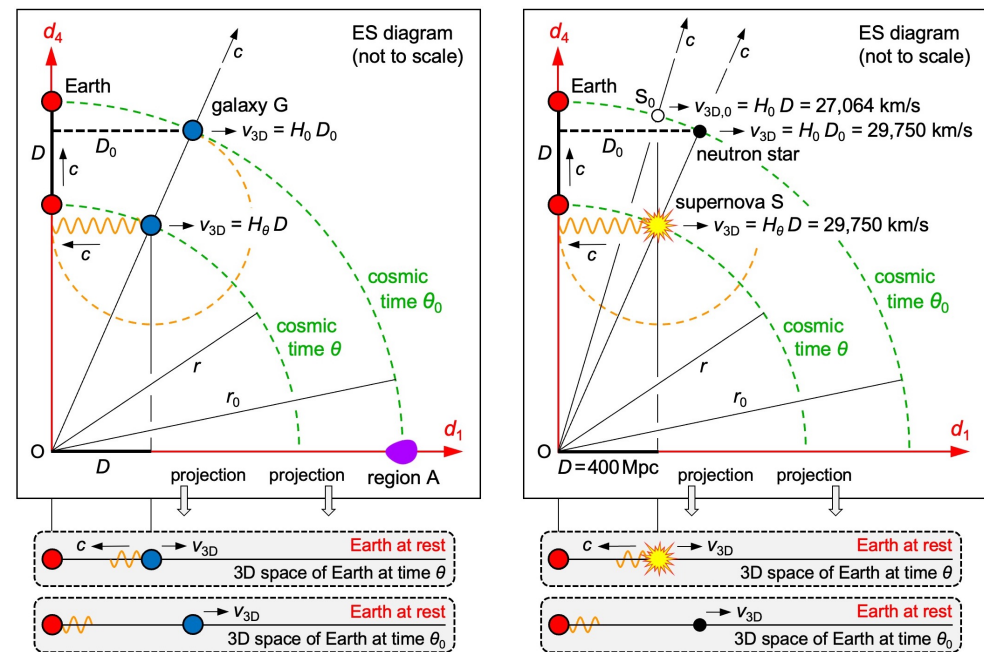 d₄
ES diagram
(not to scale)
c
Earth
galaxy G
v₃D = H₀ D₀
D
D₀
c
v₃D = Hθ D
c
cosmic
time θ₀
cosmic
time θ
r
r₀
d₁
O
D
region A
projection
projection
c
v₃D
Earth at rest
3D space of Earth at time θ
v₃D
Earth at rest
3D space of Earth at time θ₀
d₄
ES diagram
(not to scale)
c
c
Earth
S₀
v₃D,₀ = H₀ D = 27,064 km/s
v₃D = H₀ D₀ = 29,750 km/s
D
D₀
neutron star
c
supernova S
v₃D = Hθ D = 29,750 km/s
c
cosmic
time θ₀
cosmic
time θ
r
r₀
d₁
O
D = 400 Mpc
projection
projection
c
v₃D
Earth at rest
3D space of Earth at time θ
v₃D
Earth at rest
3D space of Earth at time θ₀